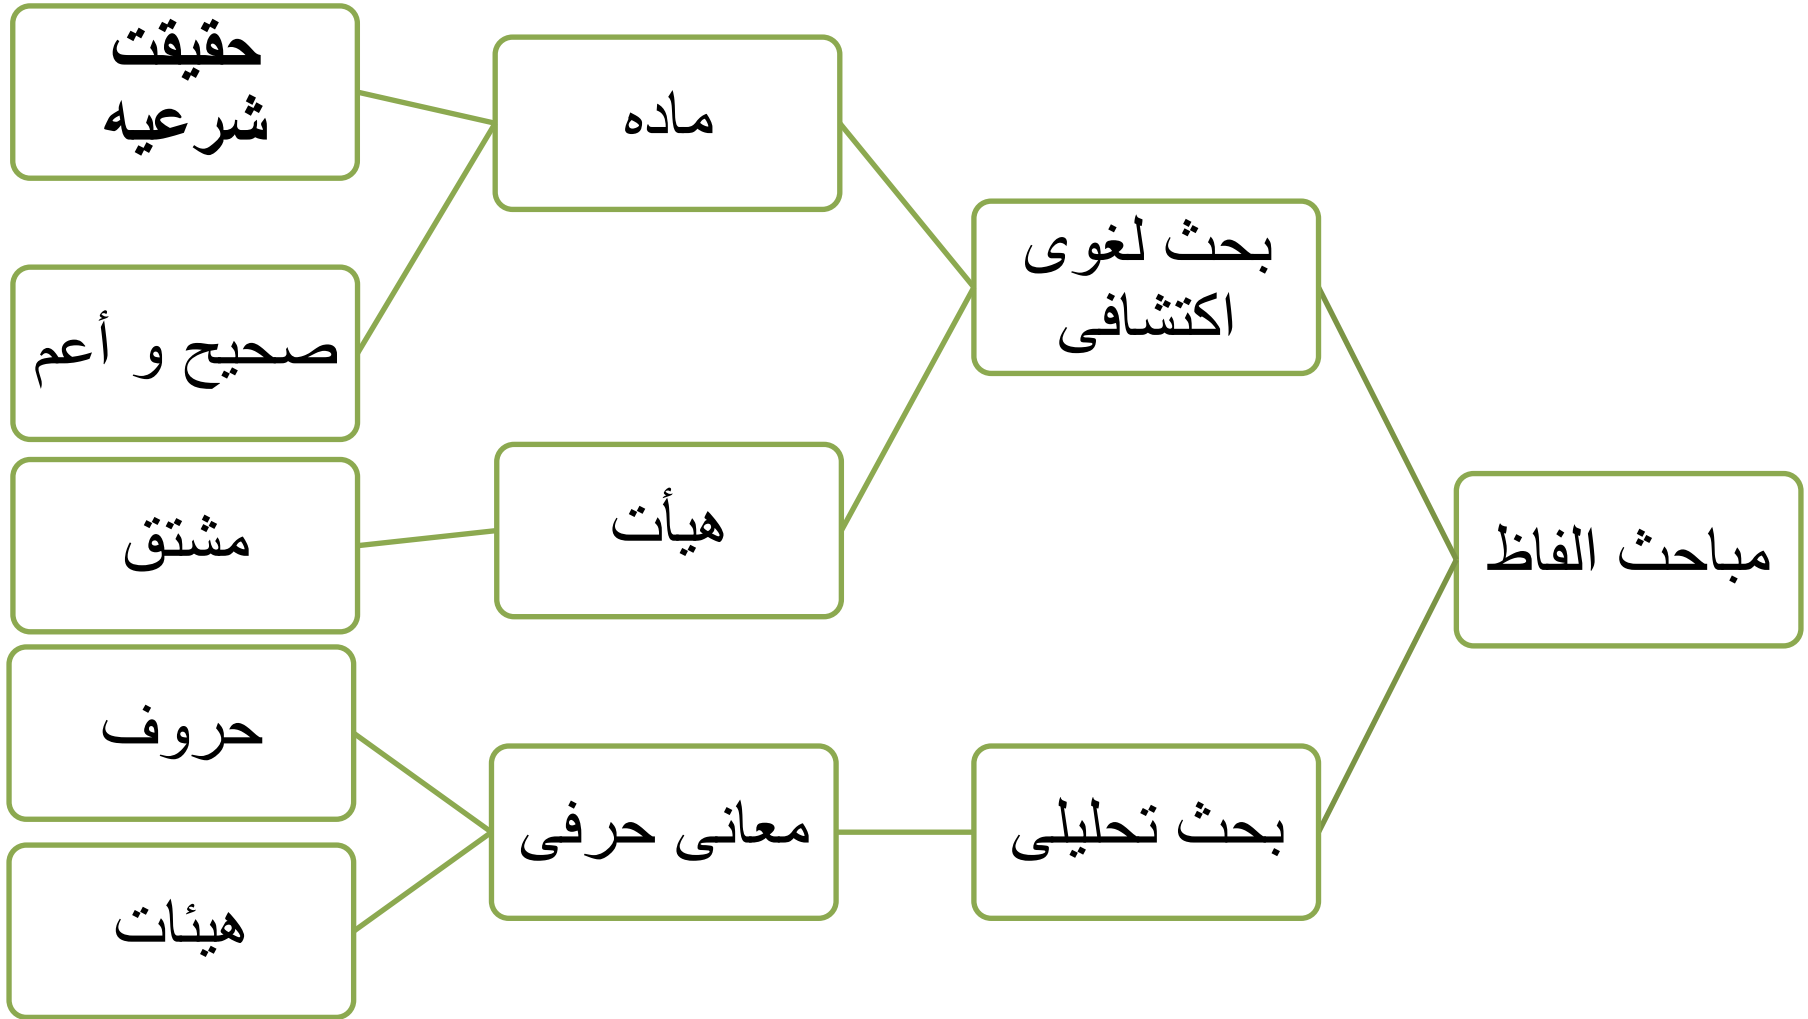 مباحث الفاظ
بحث لغوی
اکتشافی
ماده
حقیقت
شرعیه
صحیح و أعم
هیأت
مشتق
بحث تحلیلی
معانی حرفی
حروف
هیئات